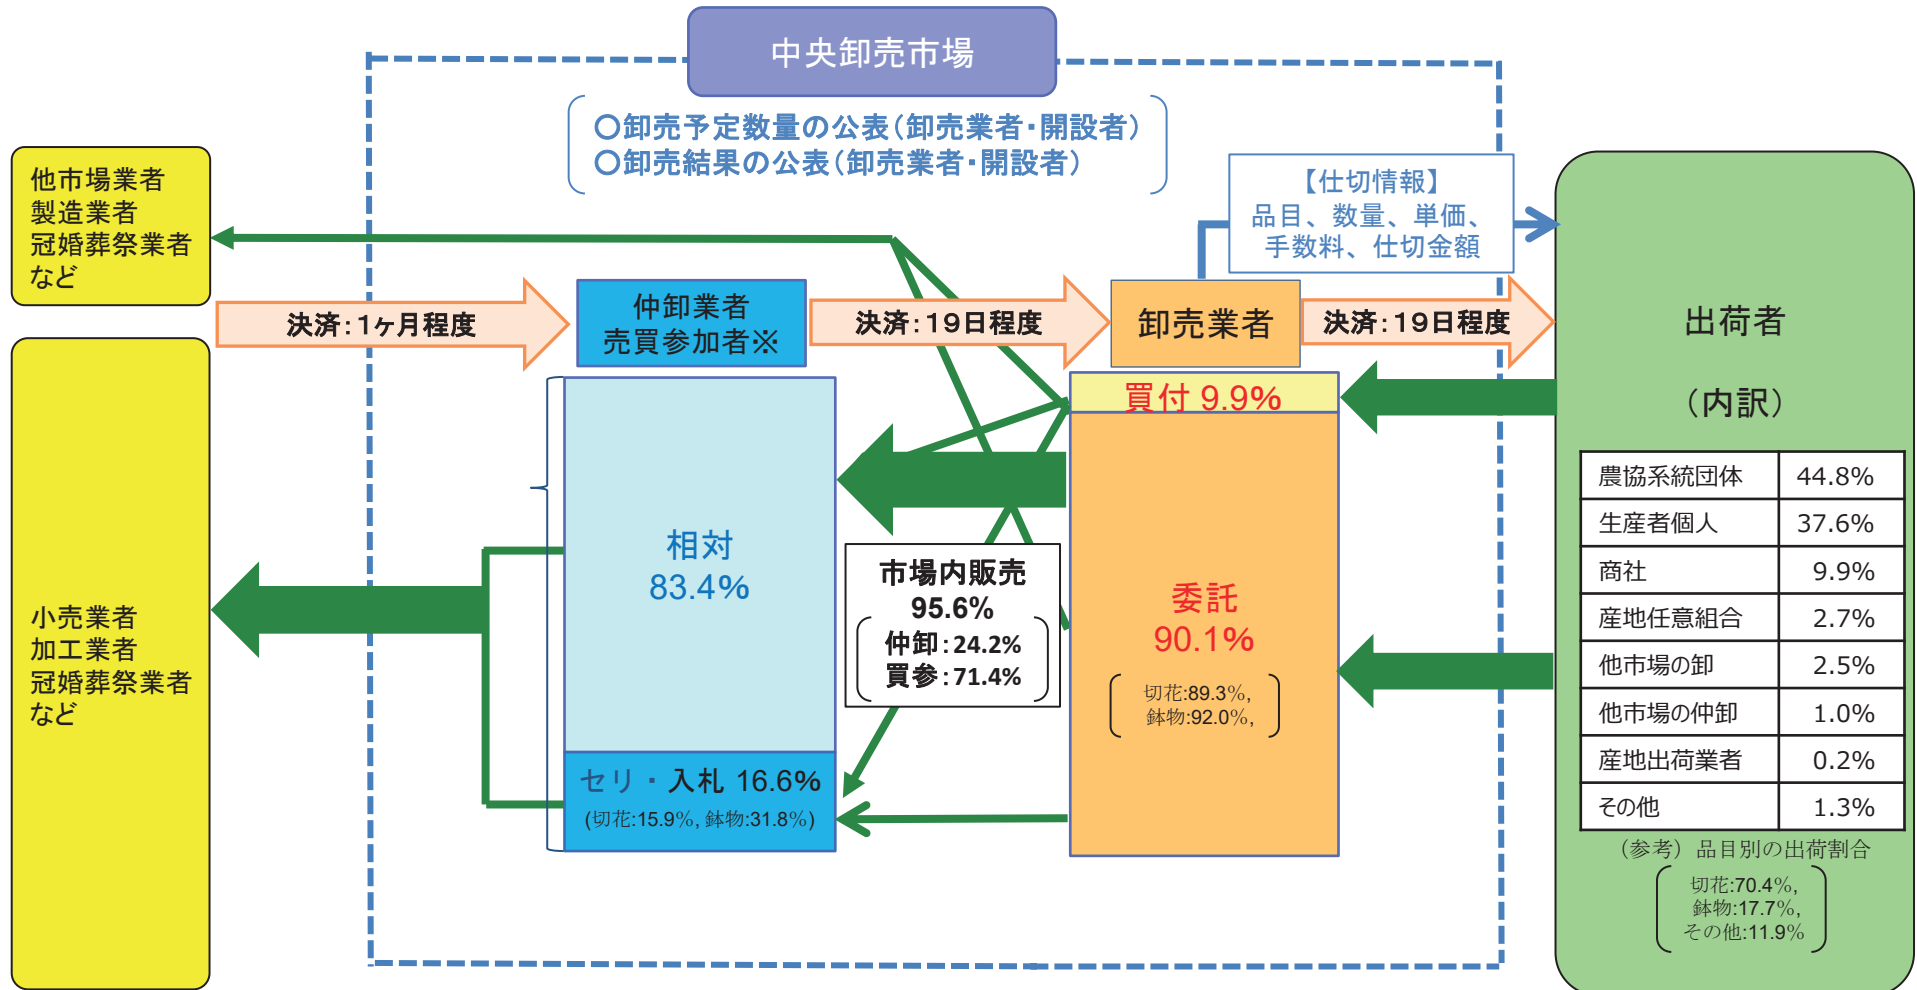 中央卸売市場
〇卸売予定数量の公表(卸売業者・開設者)
〇卸売結果の公表(卸売業者・開設者)
他市場業者
製造業者
冠婚葬祭業者
など
【仕切情報】
品目、数量、単価、
手数料、仕切金額
決済:1ヶ月程度
仲卸業者
売買参加者※
決済:19日程度
卸売業者
決済:19日程度
出荷者
(内訳)
買付 9.9%
相対
83.4%
市場内販売
95.6%
仲卸:24.2%
買参:71.4%
委託
90.1%
切花:89.3%,
鉢物:92.0%,
小売業者
加工業者
冠婚葬祭業者
など
セリ・入札 16.6%
(切花:15.9%, 鉢物:31.8%)
農協系統団体 44.8%
生産者個人 37.6%
商社 9.9%
産地任意組合 2.7%
他市場の卸 2.5%
他市場の仲卸 1.0%
産地出荷業者 0.2%
その他 1.3%
(参考)品目別の出荷割合
切花:70.4%,
鉢物:17.7%,
その他:11.9%